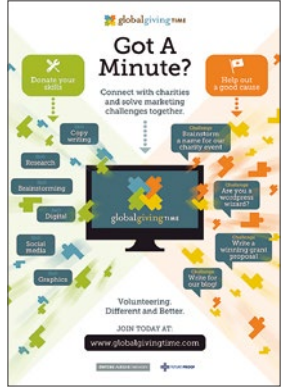 globalgivingTIME
Got A
Minute?
Donate your
skills
Help out
a good cause
Connect with charities
and solve marketing
challenges together.
Copy
writing
Research
Brainstorming
Digital
Social
media
Graphics
Challenge
Brainstorm
a name for our
charity event
Challenge
Are you a
wordpress
wizard?
Challenge
Write a
winning grant
proposal
Challenge
Write for
our blog!
globalgivingTIME
Volunteering.
Different and Better.
JOIN TODAY AT:
www.globalgivingtime.com